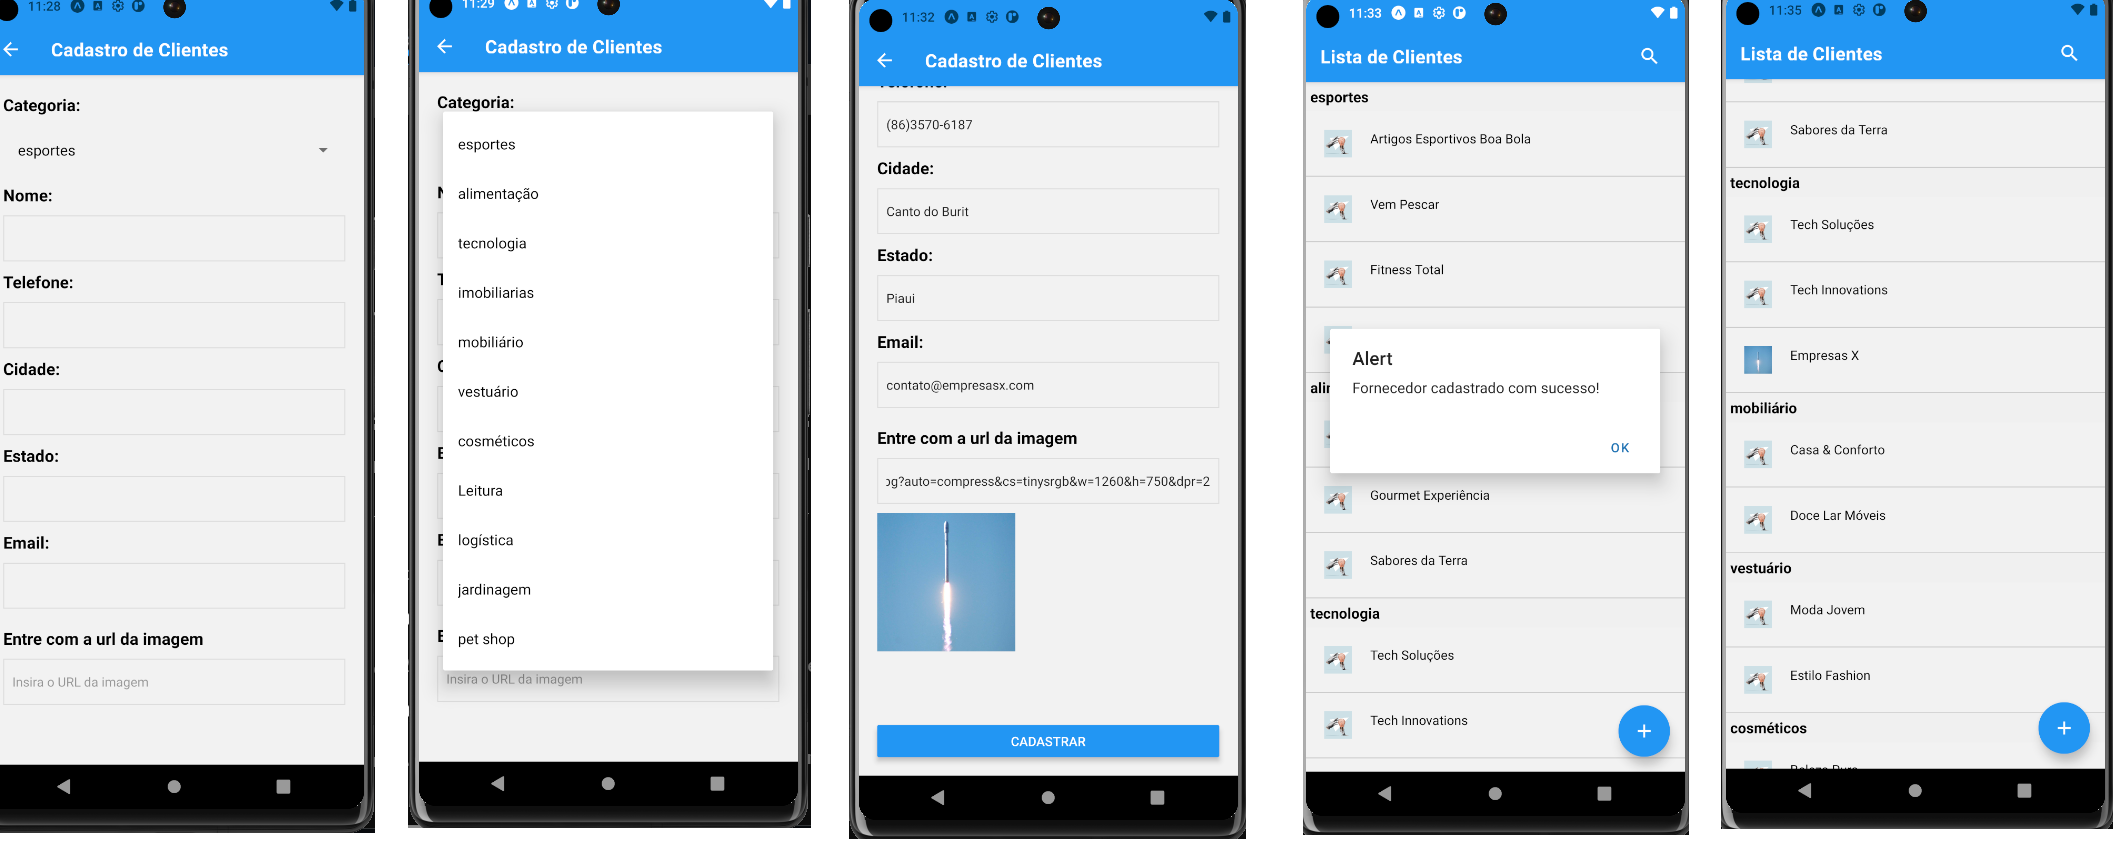 11:28
Cadastro de Clientes
Categoria:
esportes
Nome:
Telefone:
Cidade:
Estado:
Email:
Entre com a url da imagem
Insira o URL da imagem
11:29
Cadastro de Clientes
Categoria:
esportes
alimentação
tecnologia
imobiliarias
mobiliário
vestuário
cosméticos
Leitura
logística
jardinagem
pet shop
Insira o URL da imagem
11:32
Cadastro de Clientes
Telefone:
(86)3570-6187
Cidade:
Canto do Burit
Estado:
Piaui
Email:
contato@empresasx.com
Entre com a url da imagem
pg?auto=compress&cs=tinysrgb&w=1260&h=750&dpr=2
CADASTRAR
11:33
Lista de Clientes
esportes
Artigos Esportivos Boa Bola
Vem Pescar
Fitness Total
Alert
Fornecedor cadastrado com sucesso!
OK
ali
Gourmet Experiência
Sabores da Terra
tecnologia
Tech Soluções
Tech Innovations
+
11:35
Lista de Clientes
Sabores da Terra
tecnologia
Tech Soluções
Tech Innovations
Empresas X
mobiliário
Casa & Conforto
Doce Lar Móveis
vestuário
Moda Jovem
Estilo Fashion
cosméticos
+